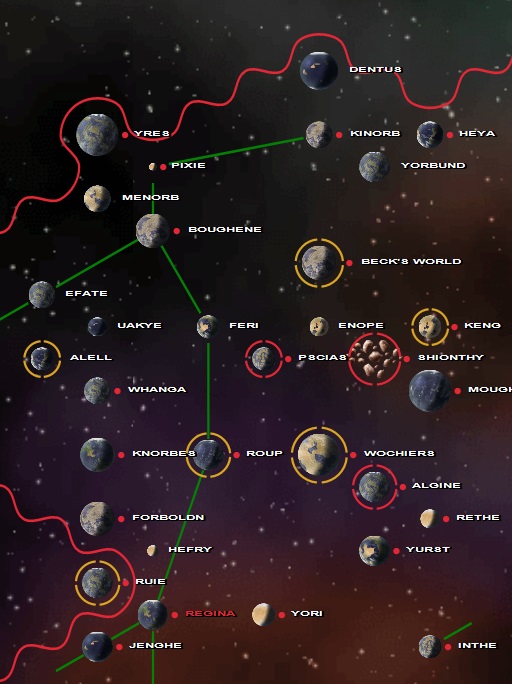 DENTUS
YRES
KINORB
HEYA
PIXIE
YORBUND
MENORB
BOUGHENE
BECK'S WORLD
EFATE
UAKYE
FERI
ENOPE
KENG
ALELL
PSCIAS
SHIONTHY
WHANGA
MOUGH
KNORBES
ROUP
WOCHIERS
ALGINE
FORBOLDN
RETHE
HEFRY
YURST
RUIE
REGINA
YORI
JENGHE
INTHE